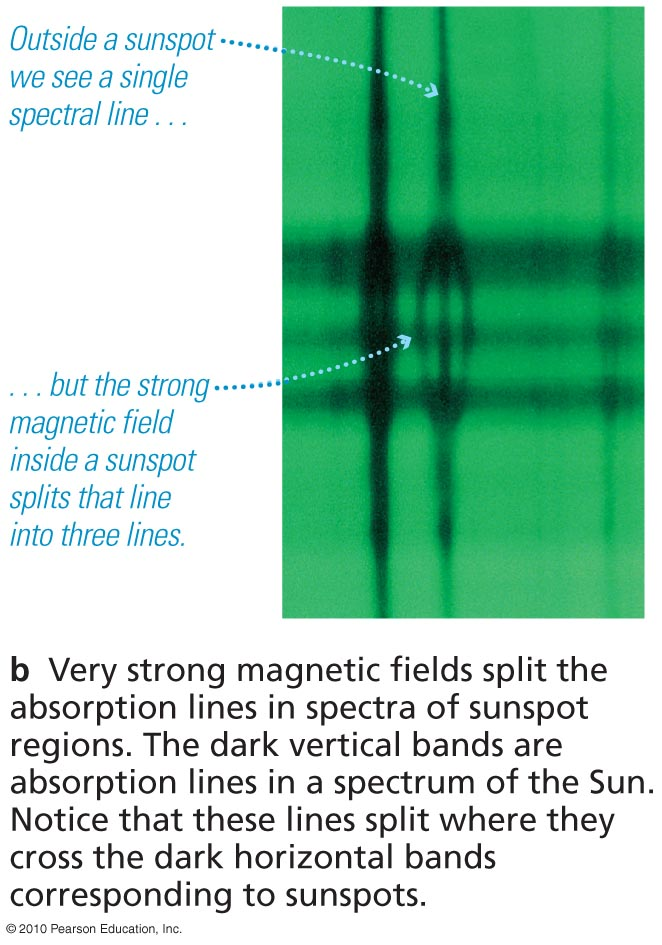 Outside a sunspot
we see a single
spectral line . . .
. . . but the strong
magnetic field
inside a sunspot
splits that line
into three lines.
b Very strong magnetic fields split the
absorption lines in spectra of sunspot
regions. The dark vertical bands are
absorption lines in a spectrum of the Sun.
Notice that these lines split where they
cross the dark horizontal bands
corresponding to sunspots.
© 2010 Pearson Education, Inc.